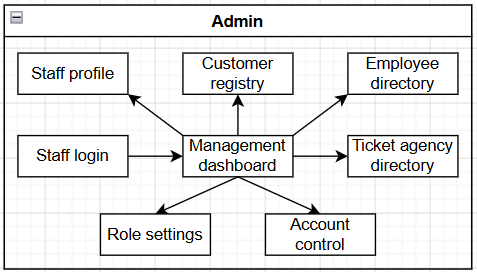 Admin
Staff profile
Customer
registry
Employee
directory
Staff login
Management
dashboard
Ticket agency
directory
Role settings
Account
control